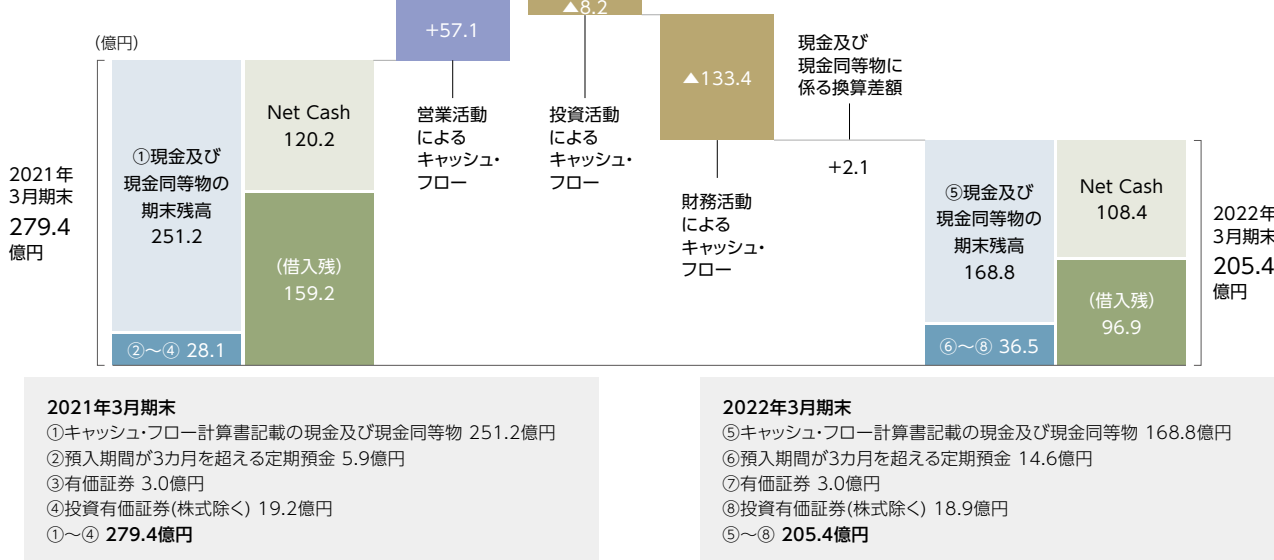 (億円)
2021年
3月期末
279.4
億円
①現金及び
現金同等物の
期末残高
251.2
②〜④ 28.1
Net Cash
120.2
(借入残)
159.2
+57.1
営業活動
による
キャッシュ・
フロー
▲8.2
投資活動
による
キャッシュ・
フロー
▲133.4
財務活動
による
キャッシュ・
フロー
現金及び
現金同等物に
係る換算差額
+2.1
⑤現金及び
現金同等物の
期末残高
168.8
⑥〜⑧ 36.5
Net Cash
108.4
(借入残)
96.9
2022年
3月期末
205.4
億円
2021年3月期末
①キャッシュ・フロー計算書記載の現金及び現金同等物 251.2億円
②預入期間が3カ月を超える定期預金 5.9億円
③有価証券 3.0億円
④投資有価証券(株式除く) 19.2億円
①〜④ 279.4億円
2022年3月期末
⑤キャッシュ・フロー計算書記載の現金及び現金同等物 168.8億円
⑥預入期間が3カ月を超える定期預金 14.6億円
⑦有価証券 3.0億円
⑧投資有価証券(株式除く) 18.9億円
⑤〜⑧ 205.4億円